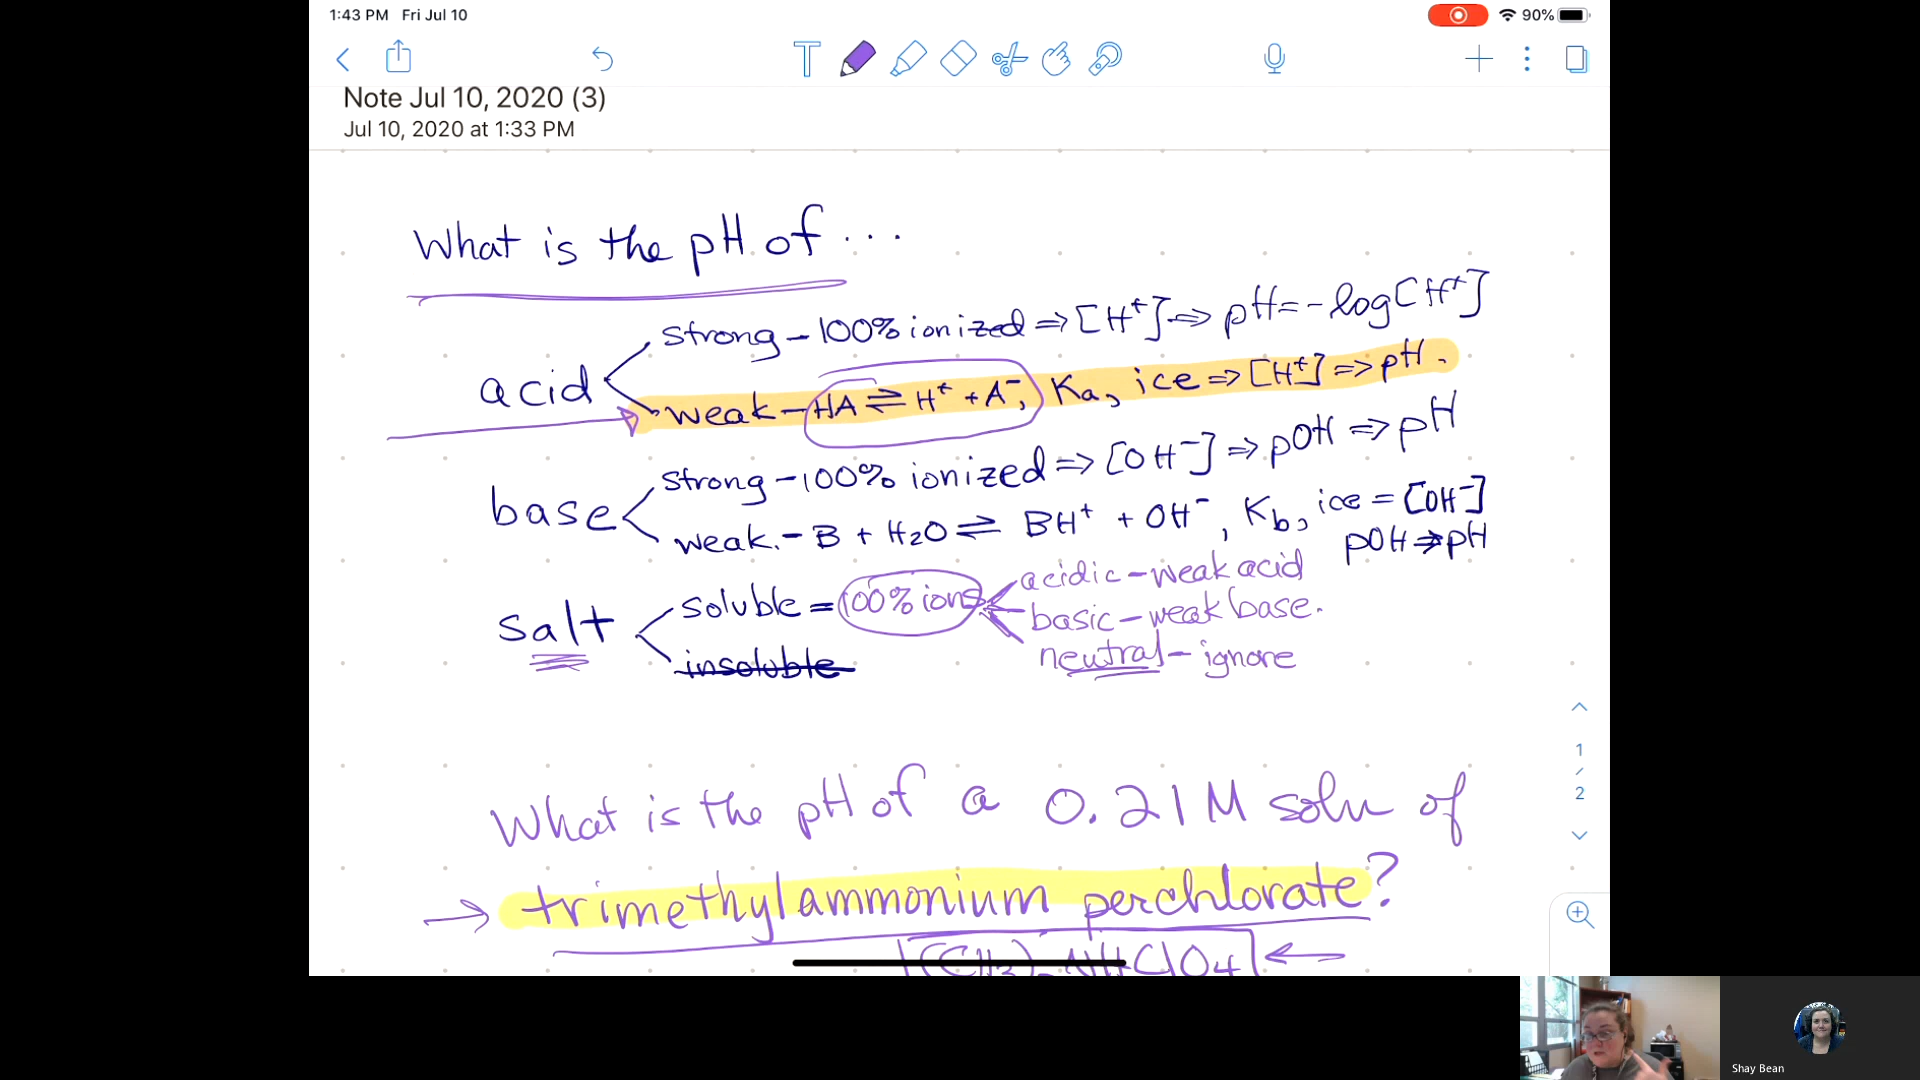 1:43 PM Fri Jul 10
90%
T
Note Jul 10, 2020 (3)
Jul 10, 2020 at 1:33 PM
What is the pH of ...
acid
strong - 100% ionized ⇒ [H⁺] ⇒ pH = - log[H⁺]
weak - HA ⇌ H⁺ + A⁻, Ka, ice ⇒ [H⁺] ⇒ pH.
base
strong - 100% ionized ⇒ [OH⁻] ⇒ pOH ⇒ pH
weak. - B + H₂O ⇌ BH⁺ + OH⁻, Kb, ice = [OH⁻]
pOH ⇒ pH
salt
soluble = 100% ions
acidic - weak acid
basic - weak base.
neutral - ignore
insoluble
1
/
2
What is the pH of a 0.21 M soln of
→ trimethylammonium perchlorate?
(CH₃)₃NHClO₄ ←
Shay Bean